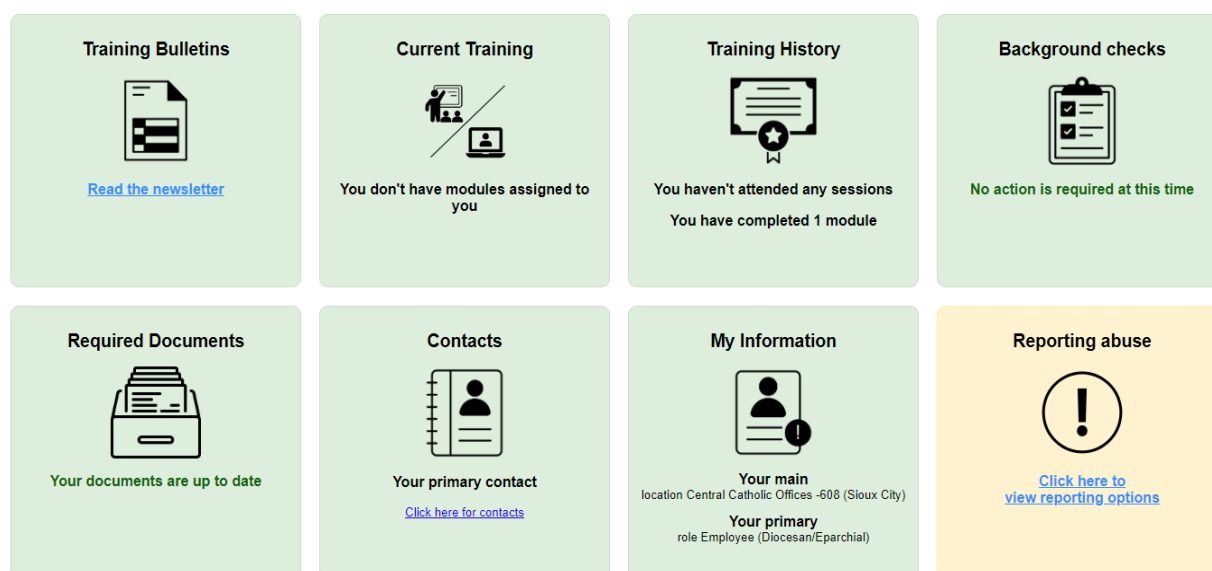 Training Bulletins
Read the newsletter
Current Training
You don't have modules assigned to
you
Training History
You haven't attended any sessions
You have completed 1 module
Background checks
No action is required at this time
Required Documents
Your documents are up to date
Contacts
Your primary contact
Click here for contacts
My Information
Your main
location Central Catholic Offices -608 (Sioux City)
Your primary
role Employee (Diocesan/Eparchial)
Reporting abuse
Click here to
view reporting options